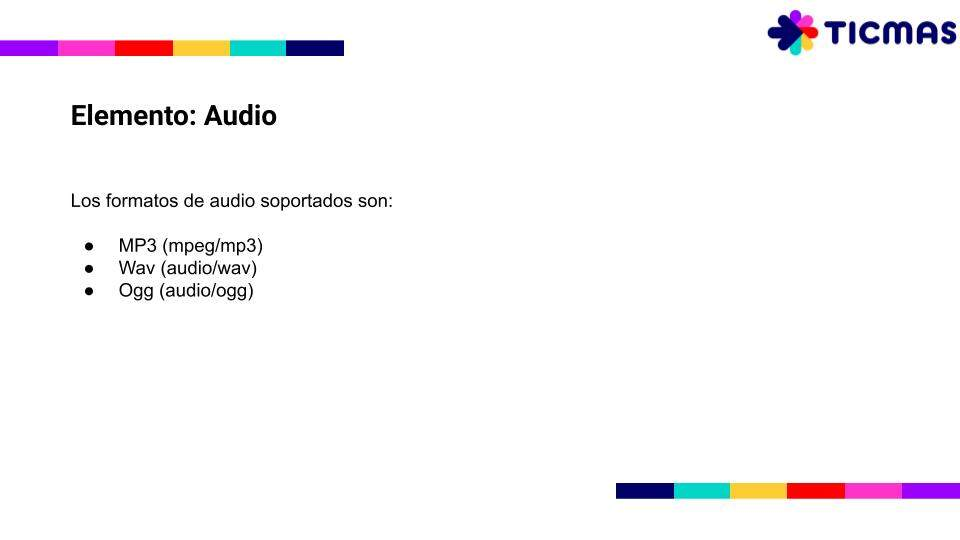 TICMAS
Elemento: Audio
Los formatos de audio soportados son:
● MP3 (mpeg/mp3)
● Wav (audio/wav)
● Ogg (audio/ogg)